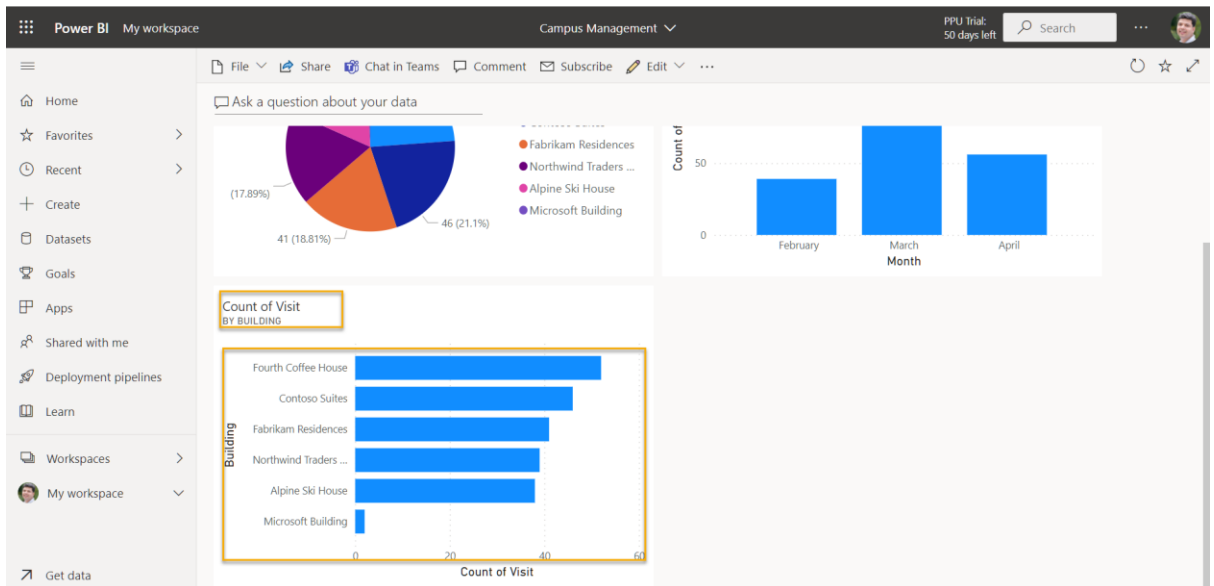 Power BI My workspace
Campus Management
PPU Trial:
50 days left
Search
File
Share
Chat in Teams
Comment
Subscribe
Edit
Home
Favorites
Recent
Create
Datasets
Goals
Apps
Shared with me
Deployment pipelines
Learn
Workspaces
My workspace
Get data
Ask a question about your data
(17.89%)
41 (18.81%)
46 (21.1%)
Fabrikam Residences
Northwind Traders ...
Alpine Ski House
Microsoft Building
Count of
50
0
February
March
April
Month
Count of Visit
BY BUILDING
Building
Fourth Coffee House
Contoso Suites
Fabrikam Residences
Northwind Traders ...
Alpine Ski House
Microsoft Building
0
20
40
60
Count of Visit